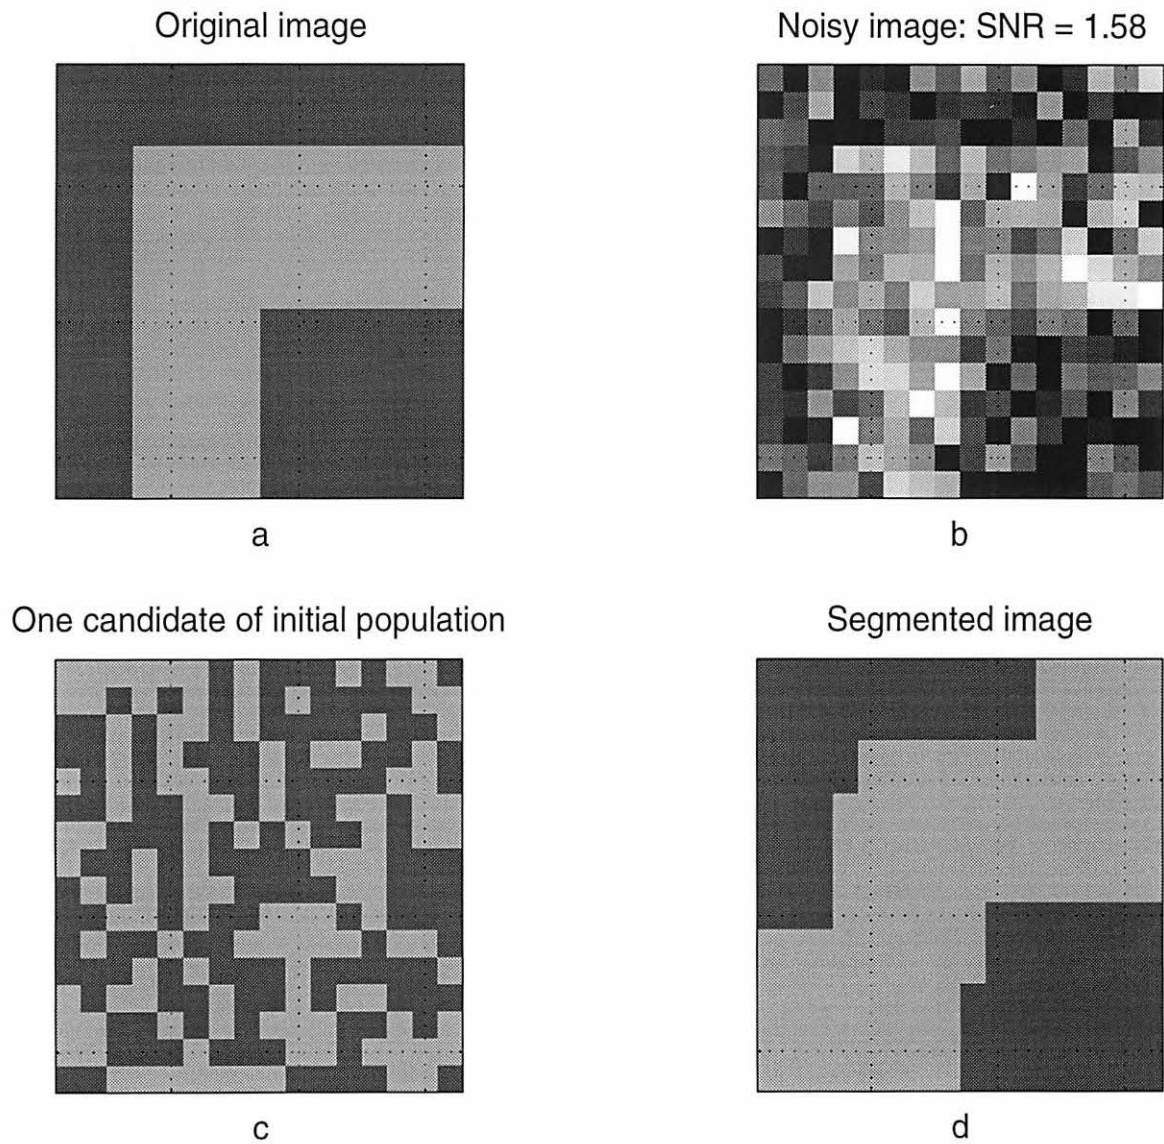 Original image
Noisy image: SNR = 1.58
a
b
One candidate of initial population
Segmented image
c
d